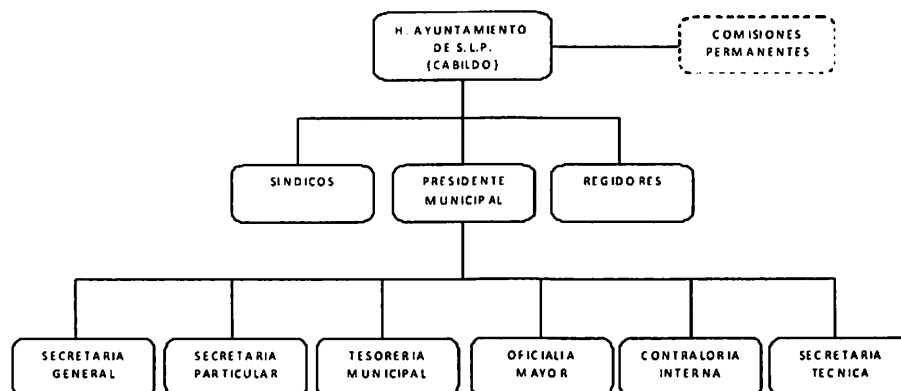 H. AYUNTAMIENTO
DE S.L.P.
(CABILDO)
COMISIONES
PERMANENTES
SINDICOS
PRESIDENTE
MUNICIPAL
REGIDORES
SECRETARIA
GENERAL
SECRETARIA
PARTICULAR
TESORERIA
MUNICIPAL
OFICIALIA
MAYOR
CONTRALORIA
INTERNA
SECRETARIA
TECNICA